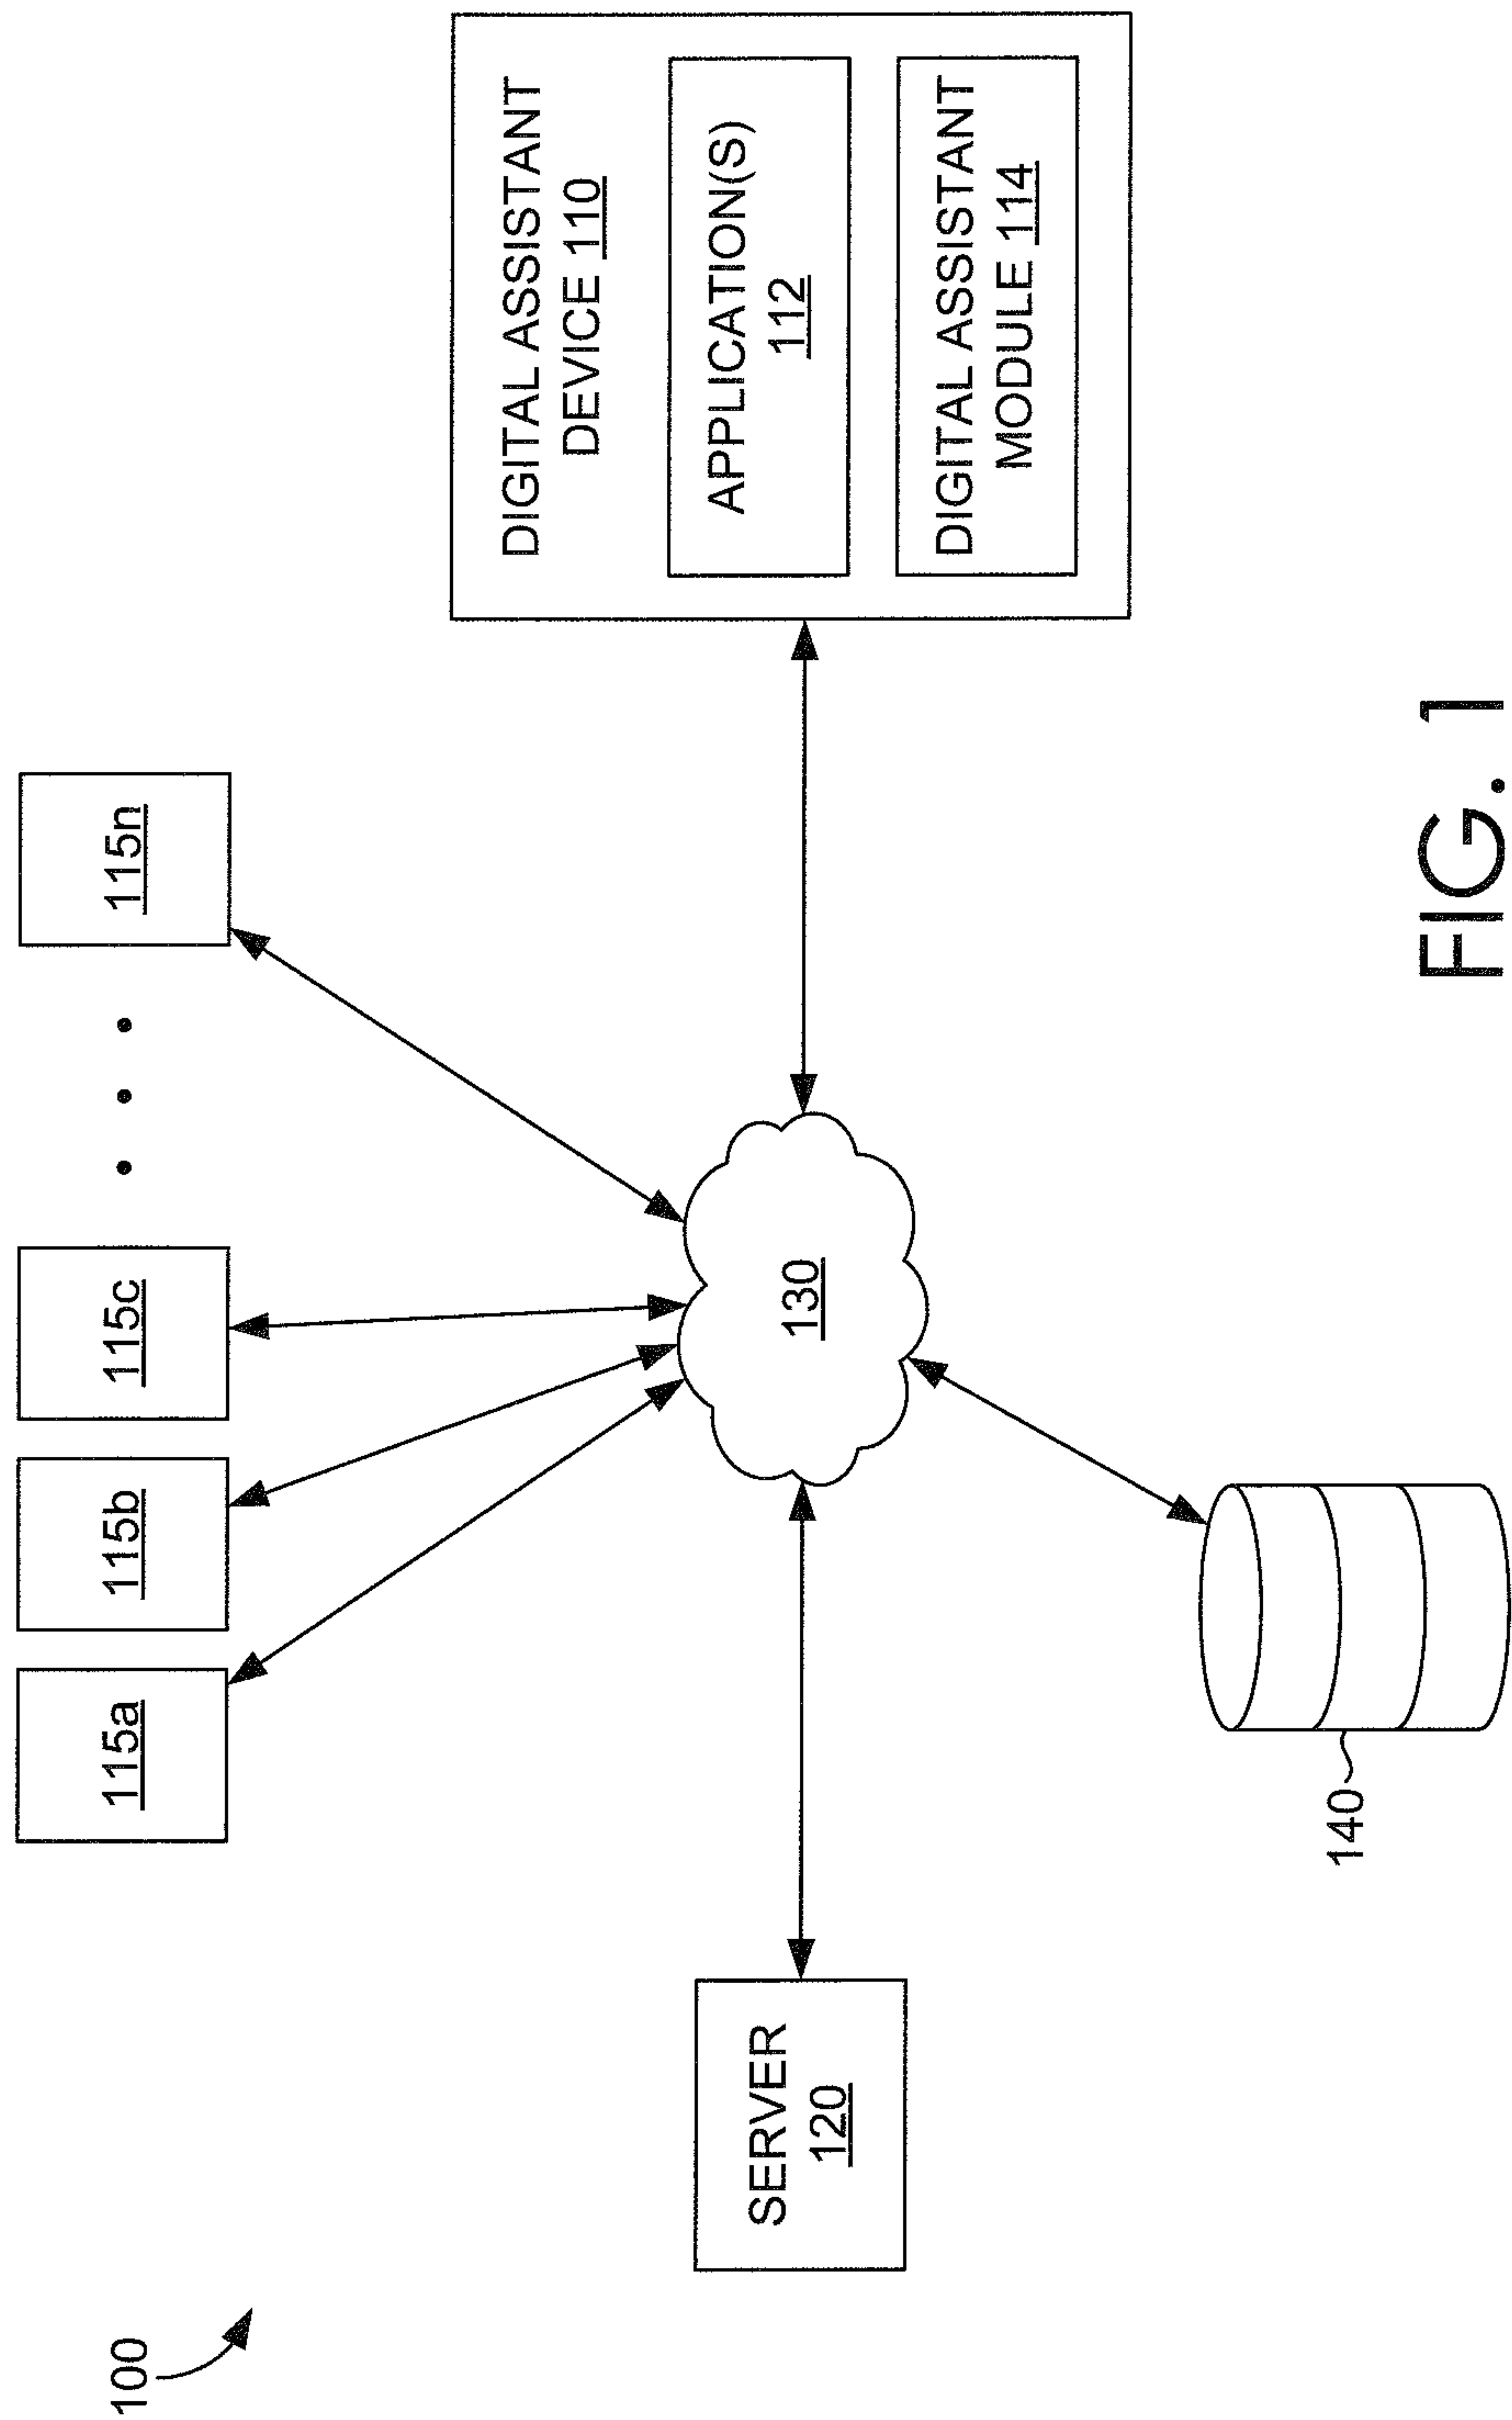 100
115a
115b
115c
115n
SERVER
120
130
140
DIGITAL ASSISTANT
DEVICE 110
APPLICATION(S)
112
DIGITAL ASSISTANT
MODULE 114
FIG. 1